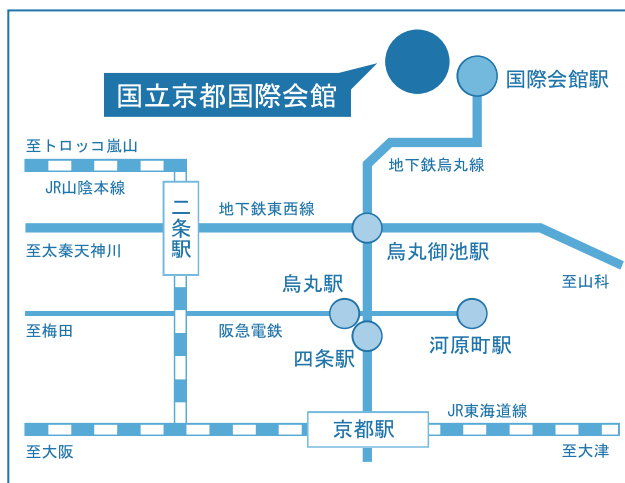 国立京都国際会館
国際会館駅
至トロッコ嵐山
JR山陰本線
地下鉄烏丸線
二条駅
地下鉄東西線
至太秦天神川
烏丸御池駅
至山科
烏丸駅
至梅田
阪急電鉄
四条駅
河原町駅
京都駅
JR東海道線
至大阪
至大津